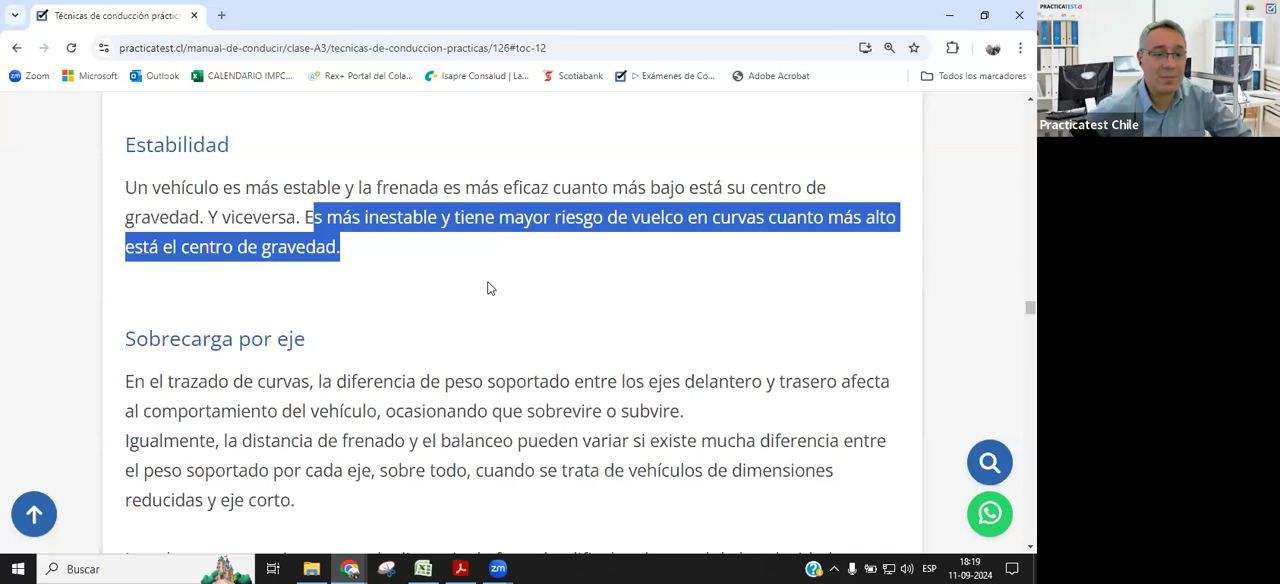 Técnicas de conducción práctic
practicatest.cl/manual-de-conducir/clase-A3/tecnicas-de-conduccion-practicas/126#toc-12
Zoom
Microsoft
Outlook
CALENDARIO IMPC...
Rex+ Portal del Cola...
Isapre Consalud | La...
Scotiabank
▷ Exámenes de Co...
Adobe Acrobat
Todos los marcadores
Estabilidad
Un vehículo es más estable y la frenada es más eficaz cuanto más bajo está su centro de
gravedad. Y viceversa. Es más inestable y tiene mayor riesgo de vuelco en curvas cuanto más alto
está el centro de gravedad.
Sobrecarga por eje
En el trazado de curvas, la diferencia de peso soportado entre los ejes delantero y trasero afecta
al comportamiento del vehículo, ocasionando que sobrevire o subvire.
Igualmente, la distancia de frenado y el balanceo pueden variar si existe mucha diferencia entre
el peso soportado por cada eje, sobre todo, cuando se trata de vehículos de dimensiones
reducidas y eje corto.
PRACTICATEST.cl
Practicatest Chile
Buscar
ESP
18:19
11-09-2024